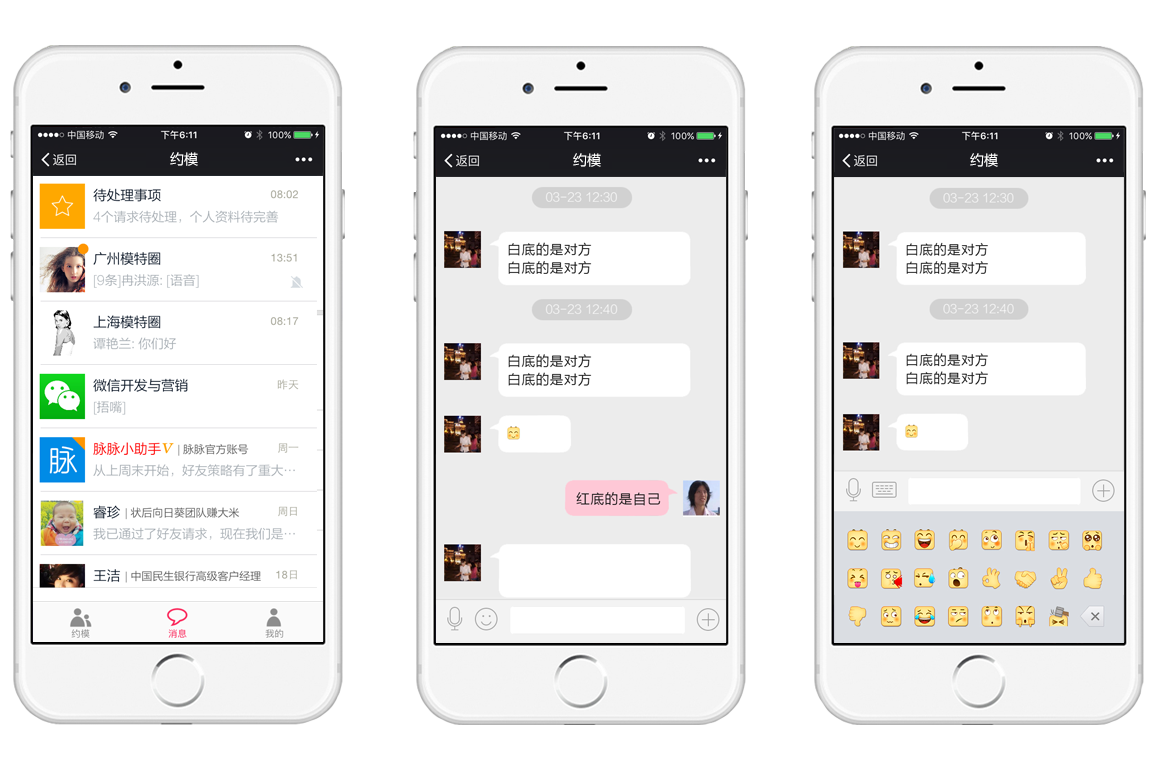 中国移动 下午6:11 100%
返回 约模
待处理事项 08:02
4个请求待处理，个人资料待完善
广州模特圈 13:51
[9条]冉洪源: [语音]
上海模特圈 08:17
谭艳兰: 你们好
微信开发与营销 昨天
[捂嘴]
脉
脉脉小助手V | 脉脉官方账号 周一
从上周末开始，好友策略有了重大…
睿珍 | 状后向日葵团队赚大米 周日
我已通过了好友请求，现在我们是…
王洁 | 中国民生银行高级客户经理 18日
约模 消息 我的
中国移动 下午6:11 100%
返回 约模
03-23 12:30
白底的是对方
白底的是对方
03-23 12:40
白底的是对方
白底的是对方
红底的是自己
中国移动 下午6:11 100%
返回 约模
03-23 12:30
白底的是对方
白底的是对方
03-23 12:40
白底的是对方
白底的是对方